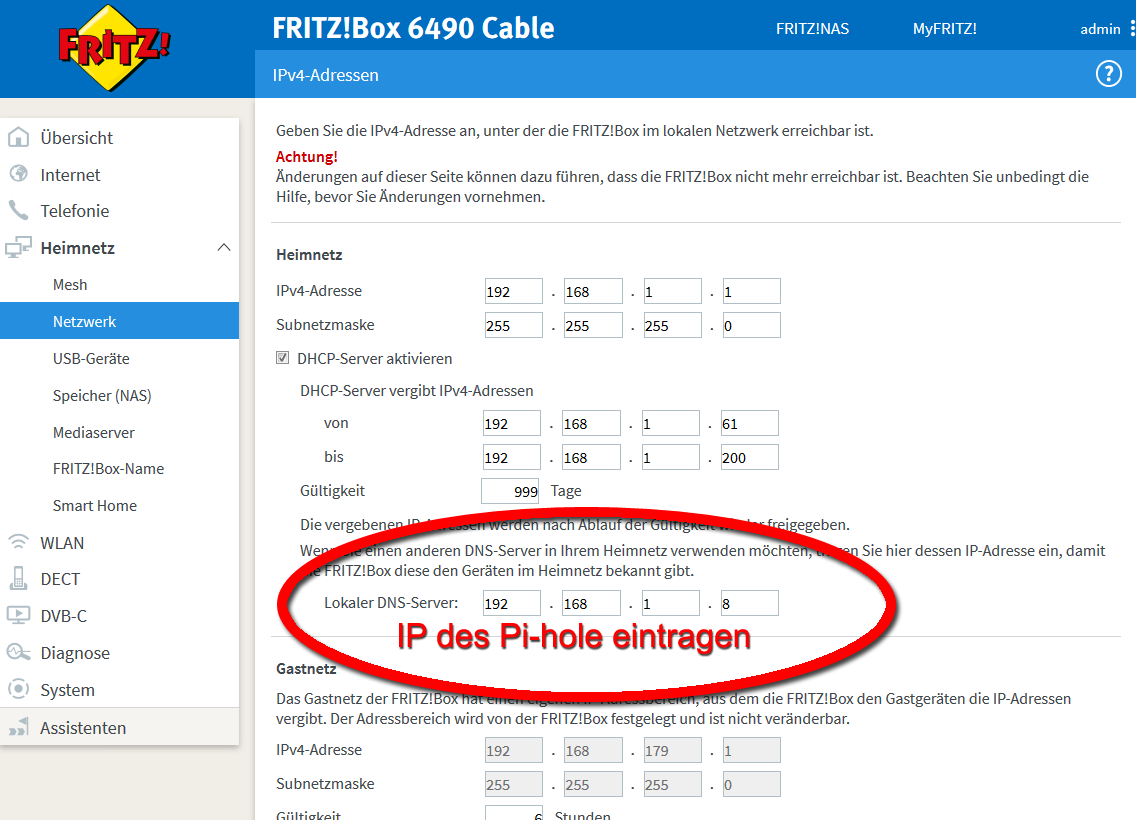 FRITZ!
FRITZ!Box 6490 Cable
FRITZ!NAS
MyFRITZ!
admin
IPv4-Adressen
?
Übersicht
Internet
Telefonie
Heimnetz
Mesh
Netzwerk
USB-Geräte
Speicher (NAS)
Mediaserver
FRITZ!Box-Name
Smart Home
WLAN
DECT
DVB-C
Diagnose
System
Assistenten
Geben Sie die IPv4-Adresse an, unter der die FRITZ!Box im lokalen Netzwerk erreichbar ist.
Achtung!
Änderungen auf dieser Seite können dazu führen, dass die FRITZ!Box nicht mehr erreichbar ist. Beachten Sie unbedingt die
Hilfe, bevor Sie Änderungen vornehmen.
Heimnetz
IPv4-Adresse 192 . 168 . 1 . 1
Subnetzmaske 255 . 255 . 255 . 0
DHCP-Server aktivieren
DHCP-Server vergibt IPv4-Adressen
von 192 . 168 . 1 . 61
bis 192 . 168 . 1 . 200
Gültigkeit 999 Tage
Die vergebenen IP-Adressen werden nach Ablauf der Gültigkeit wieder freigegeben.
einen anderen DNS-Server in Ihrem Heimnetz verwenden möchten, tragen Sie hier dessen IP-Adresse ein, damit
FRITZ!Box diese den Geräten im Heimnetz bekannt gibt.
Lokaler DNS-Server: 192 . 168 . 1 . 8
IP des Pi-hole eintragen
Gastnetz
Das Gastnetz der FRITZ!Box hat einen eigenen IP-Adressbereich, aus dem die FRITZ!Box den Gastgeräten die IP-Adressen
vergibt. Der Adressbereich wird von der FRITZ!Box festgelegt und ist nicht veränderbar.
IPv4-Adresse 192 . 168 . 179 . 1
Subnetzmaske 255 . 255 . 255 . 0
Gültigkeit 6 Stunden